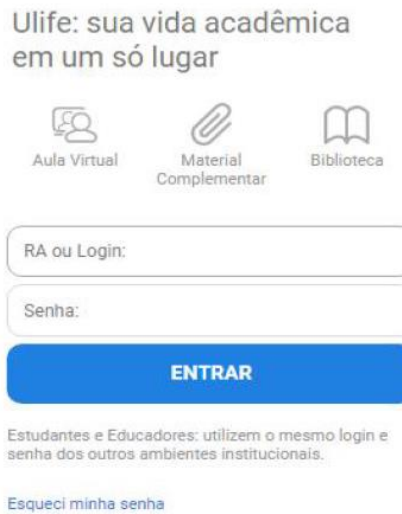 Ulife: sua vida acadêmica
em um só lugar
Aula Virtual
Material
Complementar
Biblioteca
RA ou Login:
Senha:
ENTRAR
Estudantes e Educadores: utilizem o mesmo login e
senha dos outros ambientes institucionais.
Esqueci minha senha